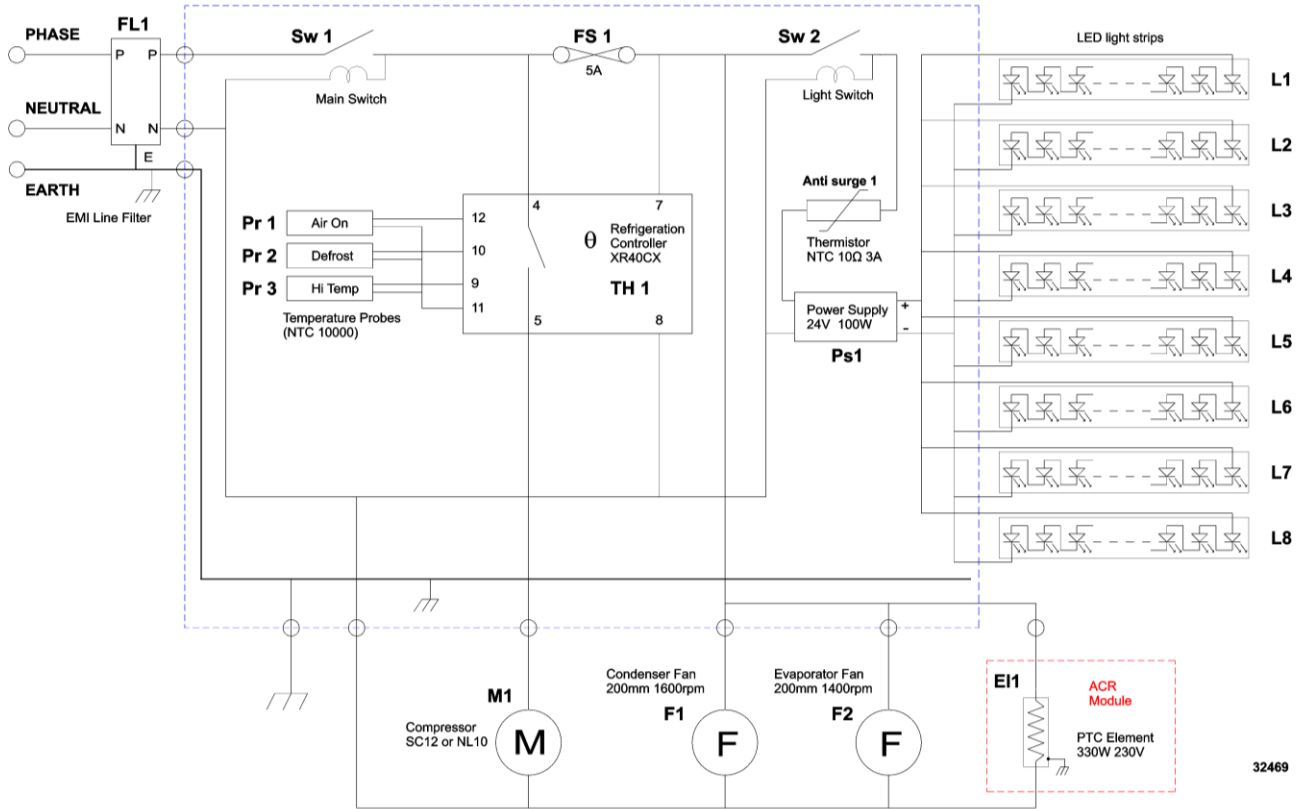 PHASE
FL1
P P
NEUTRAL
N N
E
EARTH
EMI Line Filter
Sw 1
Main Switch
FS 1
5A
Sw 2
Light Switch
LED light strips
L1
L2
L3
L4
L5
L6
L7
L8
Anti surge 1
Thermistor
NTC 10Ω 3A
Power Supply
24V 100W
+
-
Ps1
Pr 1
Air On
Pr 2
Defrost
Pr 3
Hi Temp
Temperature Probes
(NTC 10000)
12
10
9
11
4
7
θ
Refrigeration
Controller
XR40CX
TH 1
5
8
M1
Compressor
SC12 or NL10
M
Condenser Fan
200mm 1600rpm
F1
F
Evaporator Fan
200mm 1400rpm
F2
F
El1
ACR
Module
PTC Element
330W 230V
32469